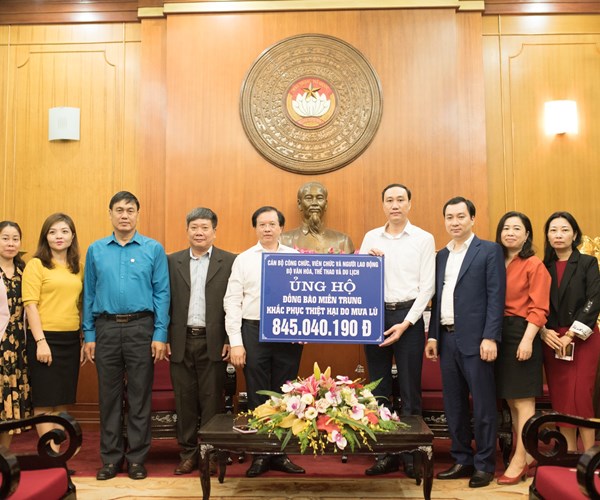 CÁN BỘ CÔNG CHỨC, VIÊN CHỨC VÀ NGƯỜI LAO ĐỘNG
BỘ VĂN HÓA, THỂ THAO VÀ DU LỊCH
ỦNG HỘ
ĐỒNG BÀO MIỀN TRUNG
KHẮC PHỤC THIỆT HẠI DO MƯA LŨ
845.040.190 Đ